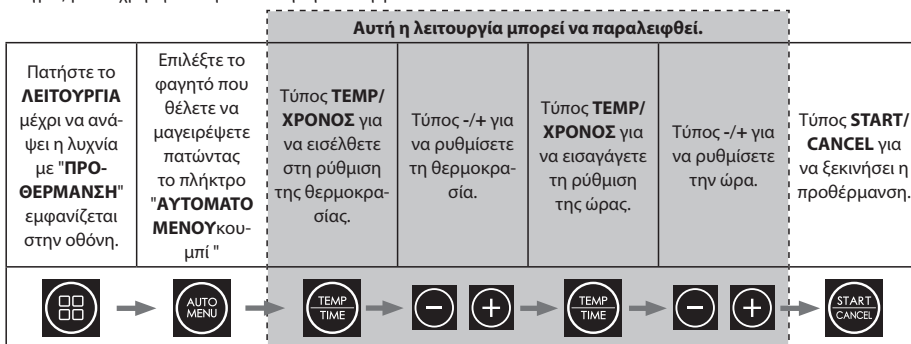 Αυτή η λειτουργία μπορεί να παραλειφθεί.
Πατήστε το
ΛΕΙΤΟΥΡΓΙΑ
μέχρι να ανά-
ψει η λυχνία
με "ΠΡΟ-
ΘΕΡΜΑΝΣΗ"
εμφανίζεται
στην οθόνη.
Επιλέξτε το
φαγητό που
θέλετε να
μαγειρέψετε
πατώντας
το πλήκτρο
"ΑΥΤΟΜΑΤΟ
ΜΕΝΟΥκου-
μπί "
Τύπος TEMP/
ΧΡΟΝΟΣ για
να εισέλθετε
στη ρύθμιση
της θερμοκρα-
σίας.
Τύπος -/+ για
να ρυθμίσετε
τη θερμοκρα-
σία.
Τύπος TEMP/
ΧΡΟΝΟΣ για
να εισαγάγετε
τη ρύθμιση
της ώρας.
Τύπος -/+ για
να ρυθμίσετε
την ώρα.
Τύπος START/
CANCEL για
να ξεκινήσει η
προθέρμανση.
AUTO
MENU
TEMP
TIME
- +
TEMP
TIME
- +
START
CANCEL